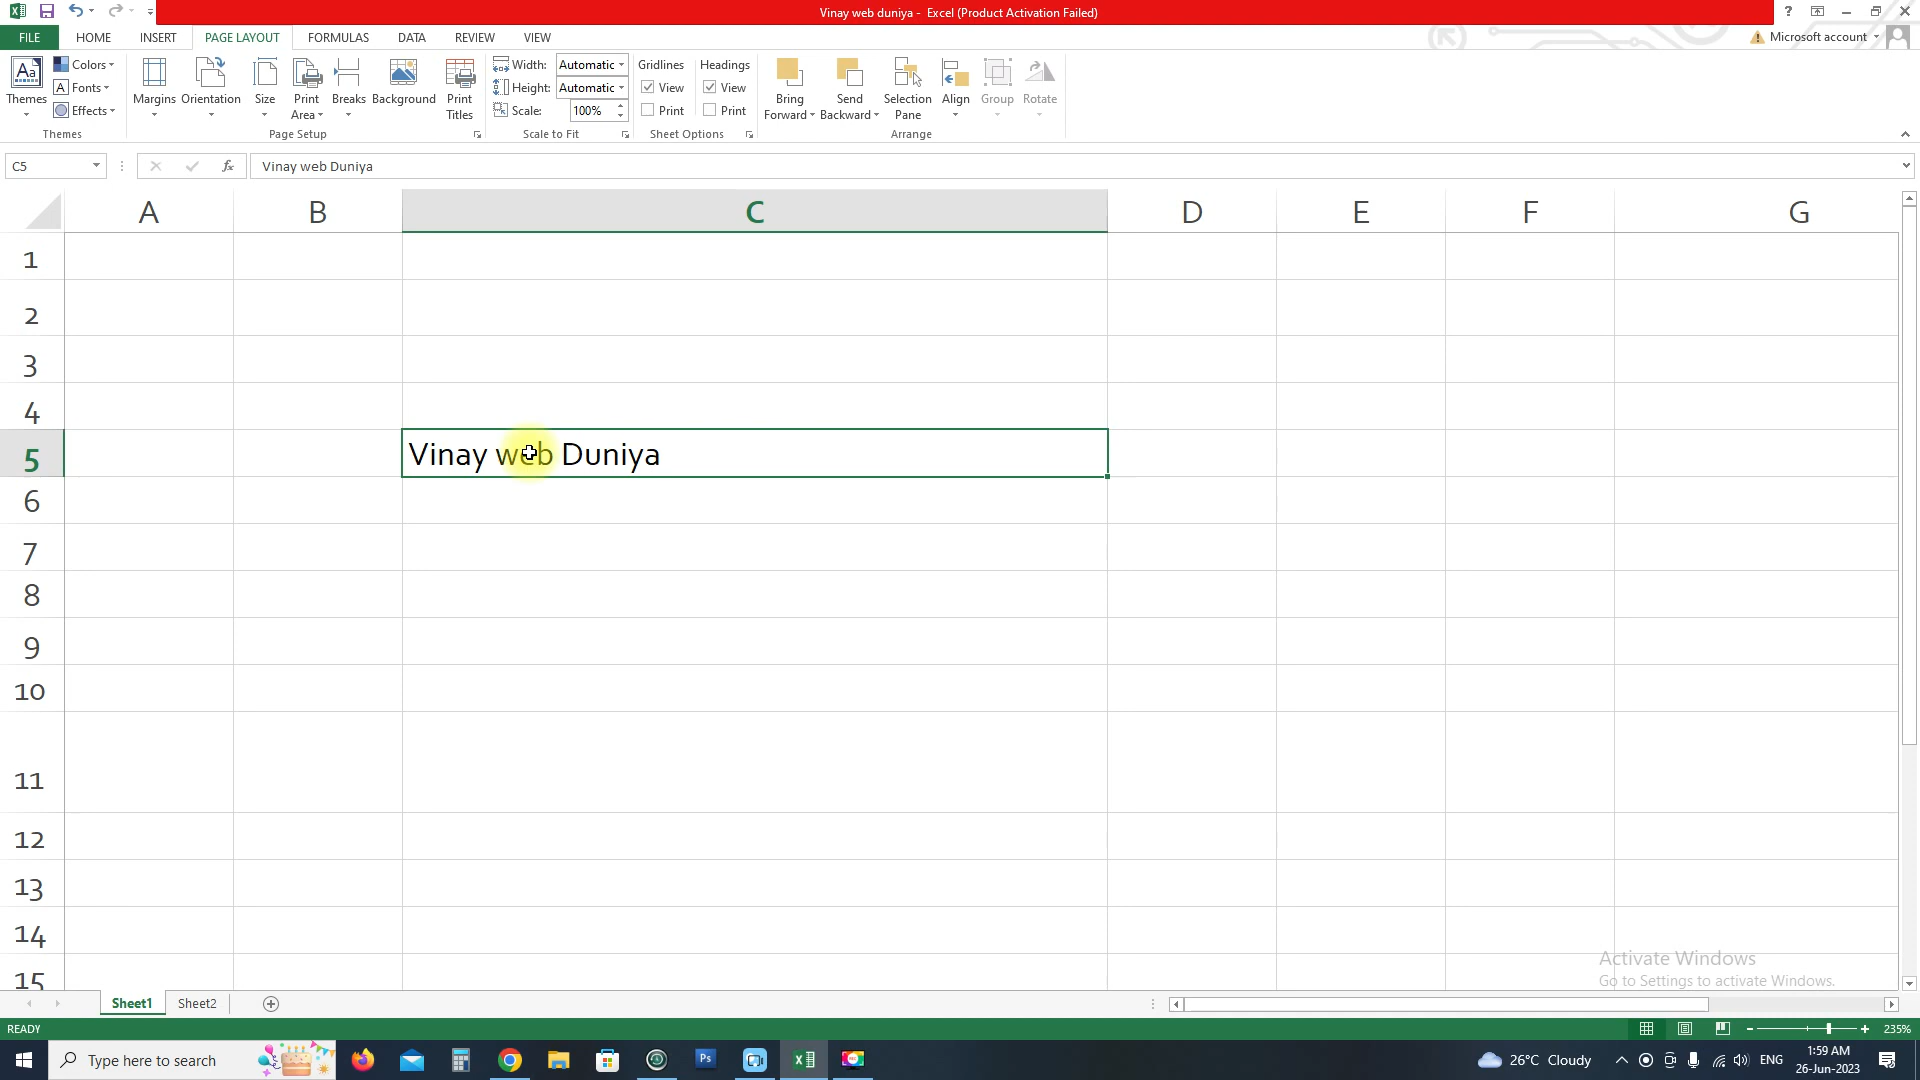 Vinay web duniya - Excel (Product Activation Failed)
?
FILE HOME INSERT PAGE LAYOUT FORMULAS DATA REVIEW VIEW Microsoft account
Aa Themes Colors A Fonts Effects
Margins Orientation Size Print Area Breaks Background Print Titles
Width: Automatic
Height: Automatic
Scale: 100%
Gridlines View Print
Headings View Print
Bring Forward Send Backward Selection Pane Align Group Rotate
Themes Page Setup Scale to Fit Sheet Options Arrange
C5 fx Vinay web Duniya
A B C D E F G
1
2
3
4
5 Vinay web Duniya
6
7
8
9
10
11
12
13
14
15
Activate Windows
Go to Settings to activate Windows.
Sheet1 Sheet2
READY 235%
Type here to search Ps 26°C Cloudy ENG 1:59 AM
26-Jun-2023